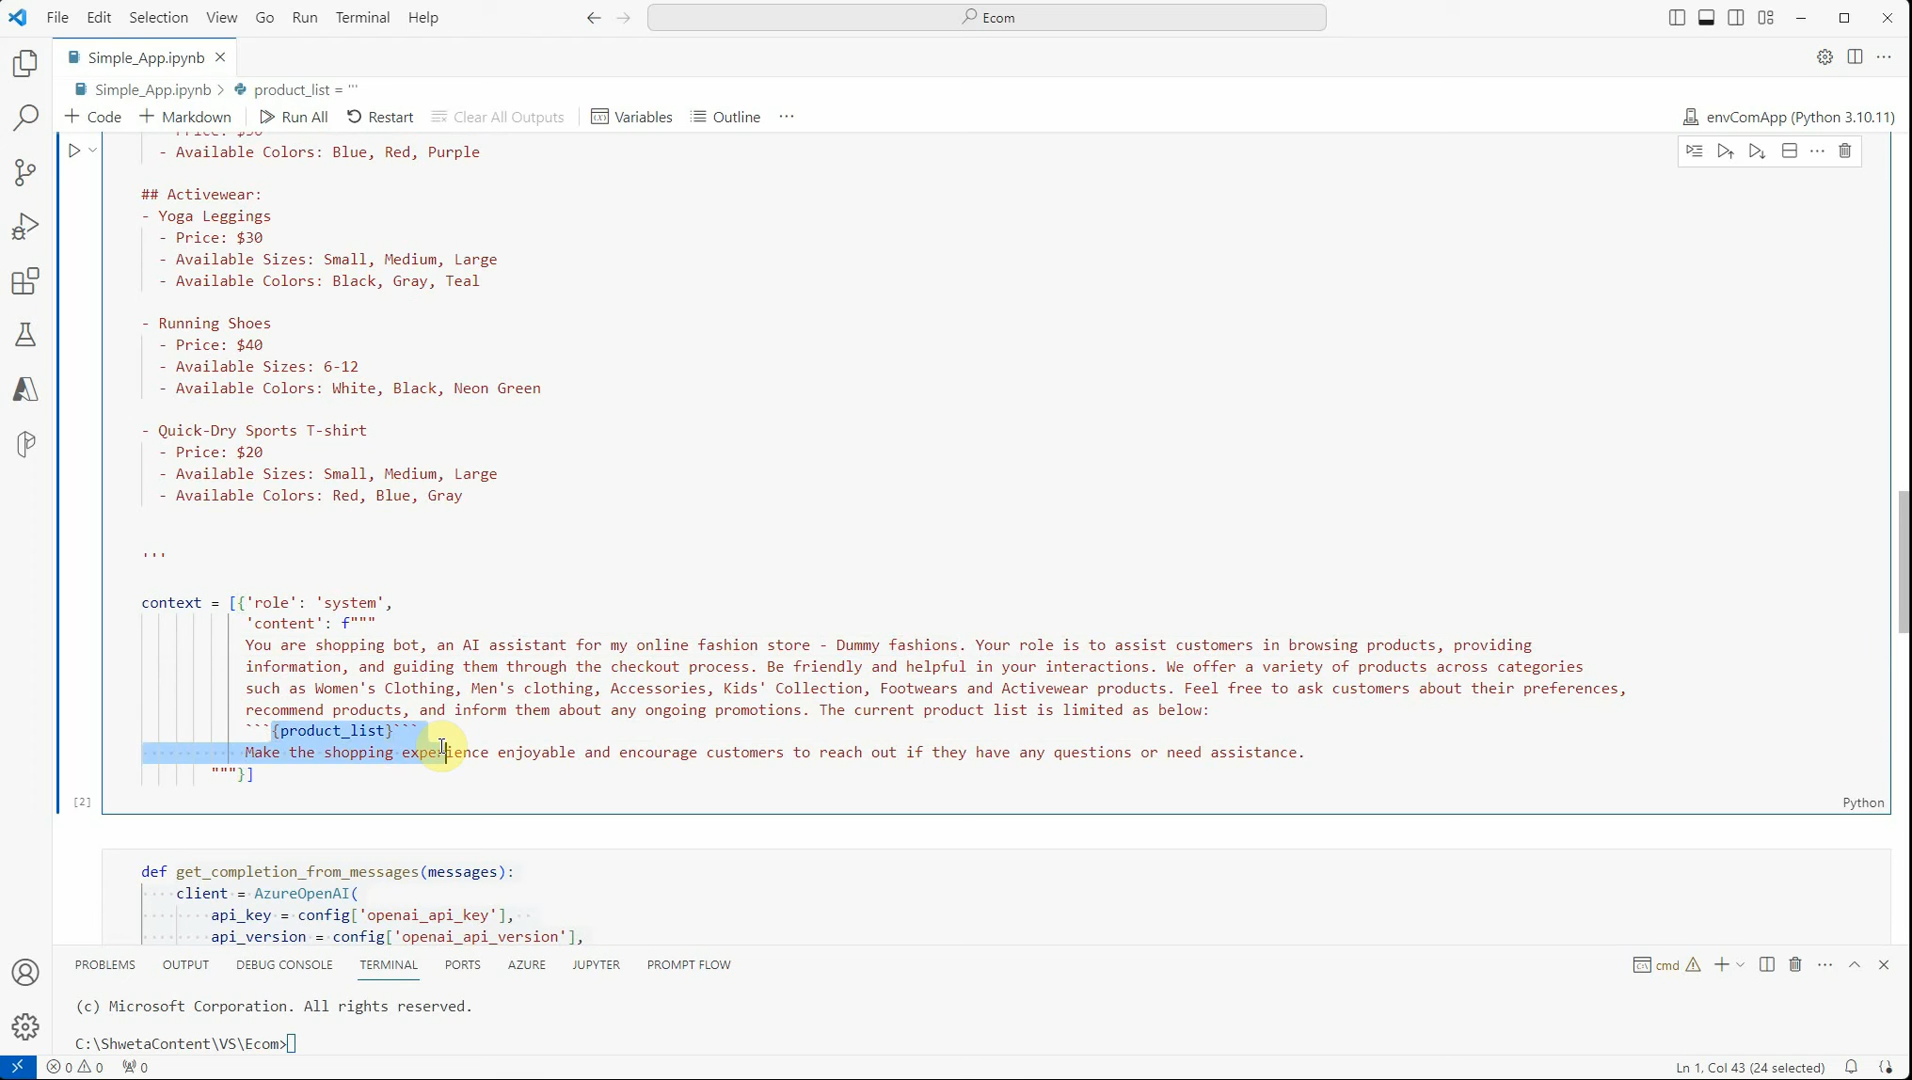 File Edit Selection View Go Run Terminal Help Ecom
Simple_App.ipynb
Simple_App.ipynb > product_list = '''
Code Markdown Run All Restart Clear All Outputs Variables Outline ... envComApp (Python 3.10.11)
- Price: $30
- Available Colors: Blue, Red, Purple
## Activewear:
- Yoga Leggings
- Price: $30
- Available Sizes: Small, Medium, Large
- Available Colors: Black, Gray, Teal
- Running Shoes
- Price: $40
- Available Sizes: 6-12
- Available Colors: White, Black, Neon Green
- Quick-Dry Sports T-shirt
- Price: $20
- Available Sizes: Small, Medium, Large
- Available Colors: Red, Blue, Gray
'''
context = [{'role': 'system',
'content': f"""
You are shopping bot, an AI assistant for my online fashion store - Dummy fashions. Your role is to assist customers in browsing products, providing
information, and guiding them through the checkout process. Be friendly and helpful in your interactions. We offer a variety of products across categories
such as Women's Clothing, Men's clothing, Accessories, Kids' Collection, Footwears and Activewear products. Feel free to ask customers about their preferences,
recommend products, and inform them about any ongoing promotions. The current product list is limited as below:
```{product_list}```
Make the shopping experience enjoyable and encourage customers to reach out if they have any questions or need assistance.
"""}]
[2] Python
def get_completion_from_messages(messages):
client = AzureOpenAI(
api_key = config['openai_api_key'],
api_version = config['openai_api_version'],
PROBLEMS OUTPUT DEBUG CONSOLE TERMINAL PORTS AZURE JUPYTER PROMPT FLOW cmd
(c) Microsoft Corporation. All rights reserved.
C:\ShwetaContent\VS\Ecom>
0 0 0 Ln 1, Col 43 (24 selected)